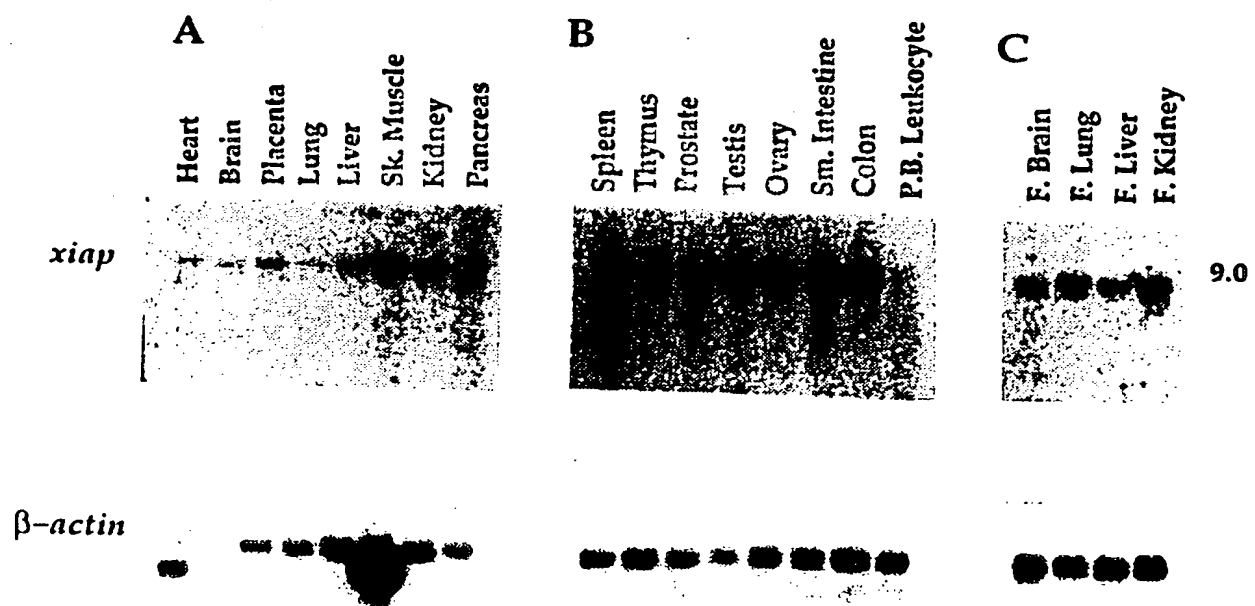 A
B
C
Heart
Brain
Placenta
Lung
Liver
Sk. Muscle
Kidney
Pancreas
Spleen
Thymus
Prostate
Testis
Ovary
Sm. Intestine
Colon
P.B. Leukocyte
F. Brain
F. Lung
F. Liver
F. Kidney
xiap
9.0
β-actin